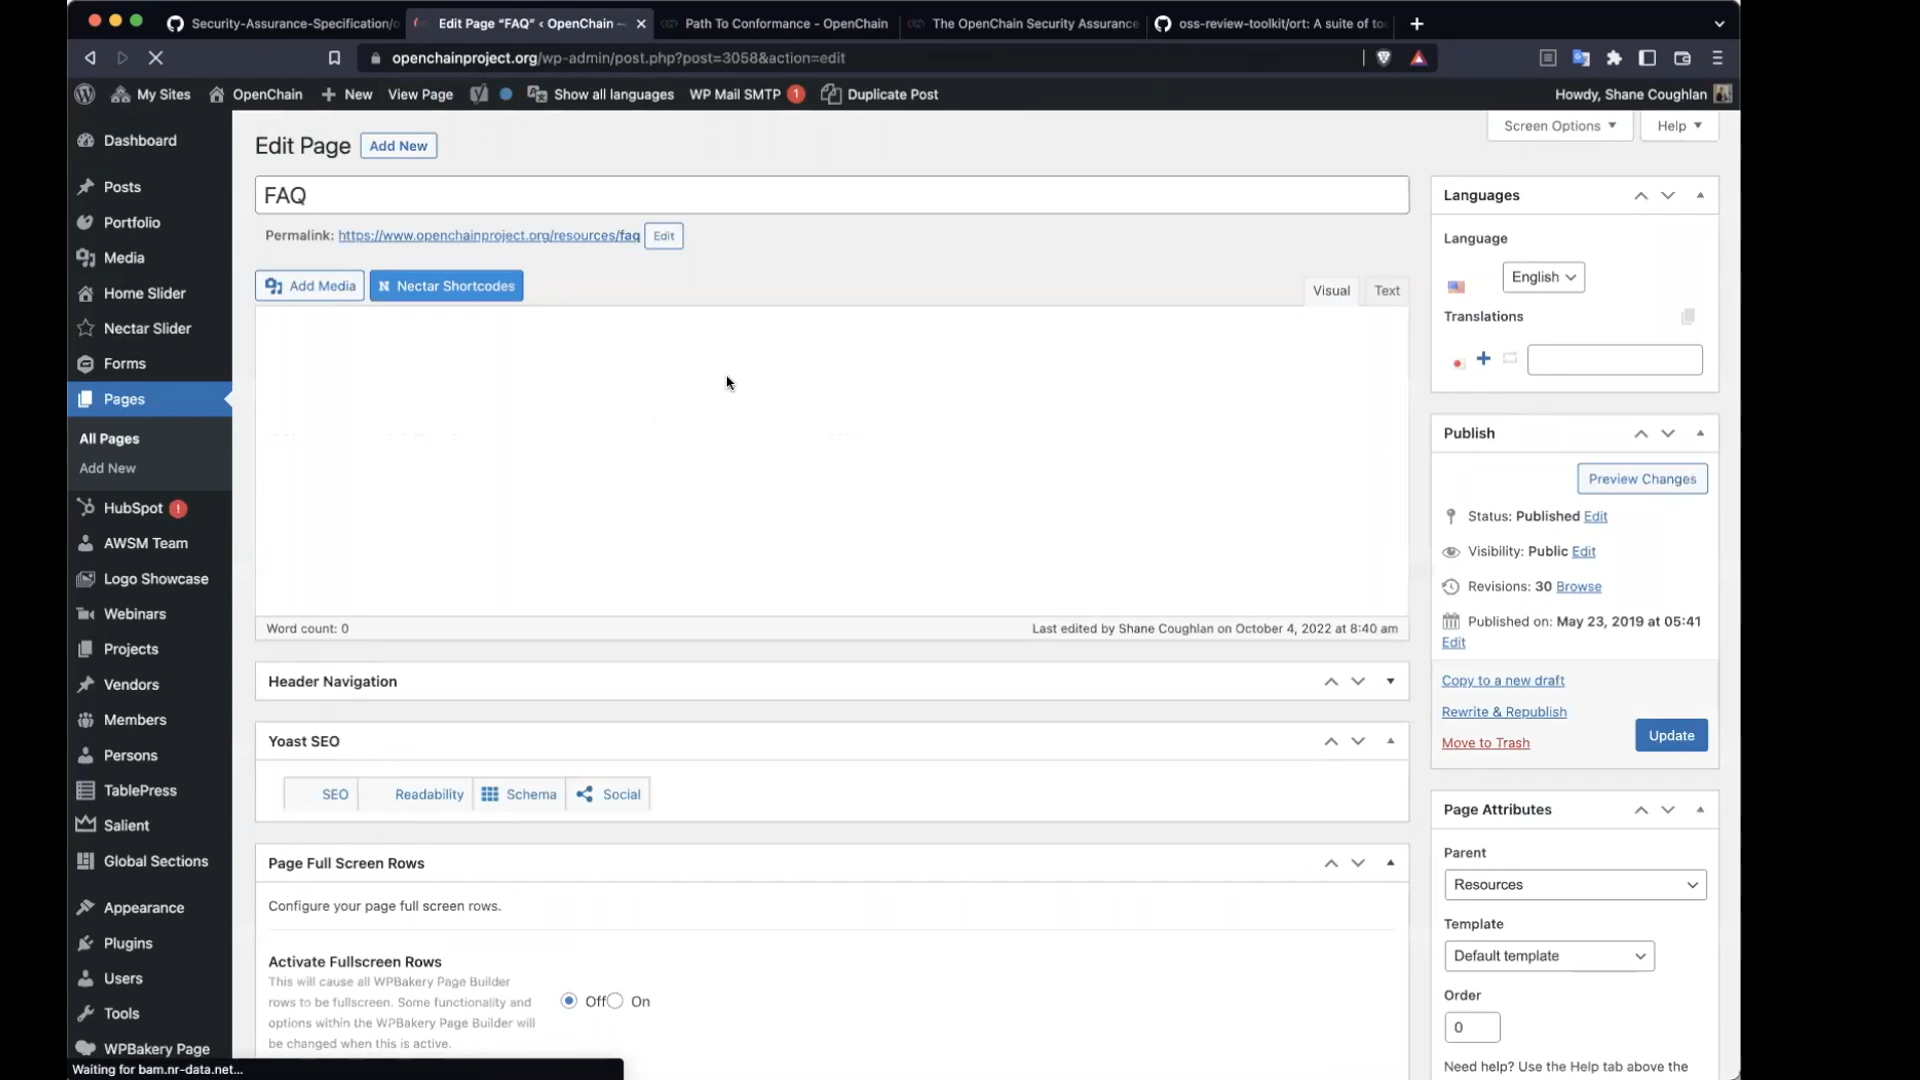 Security-Assurance-Specification/o
Edit Page “FAQ” ‹ OpenChain —
Path To Conformance - OpenChain
The OpenChain Security Assurance
oss-review-toolkit/ort: A suite of to
openchainproject.org/wp-admin/post.php?post=3058&action=edit
My Sites
OpenChain
New
View Page
Show all languages
WP Mail SMTP 1
Duplicate Post
Howdy, Shane Coughlan
Dashboard
Posts
Portfolio
Media
Home Slider
Nectar Slider
Forms
Pages
All Pages
Add New
HubSpot !
AWSM Team
Logo Showcase
Webinars
Projects
Vendors
Members
Persons
TablePress
Salient
Global Sections
Appearance
Plugins
Users
Tools
WPBakery Page
Waiting for bam.nr-data.net...
Edit Page
Add New
Screen Options
Help
FAQ
Permalink: https://www.openchainproject.org/resources/faq Edit
Add Media
Nectar Shortcodes
Visual
Text
Word count: 0
Last edited by Shane Coughlan on October 4, 2022 at 8:40 am
Header Navigation
Yoast SEO
SEO
Readability
Schema
Social
Page Full Screen Rows
Configure your page full screen rows.
Activate Fullscreen Rows
This will cause all WPBakery Page Builder
rows to be fullscreen. Some functionality and
options within the WPBakery Page Builder will
be changed when this is active.
Off On
Languages
Language
English
Translations
Publish
Preview Changes
Status: Published Edit
Visibility: Public Edit
Revisions: 30 Browse
Published on: May 23, 2019 at 05:41
Edit
Copy to a new draft
Rewrite & Republish
Move to Trash
Update
Page Attributes
Parent
Resources
Template
Default template
Order
0
Need help? Use the Help tab above the